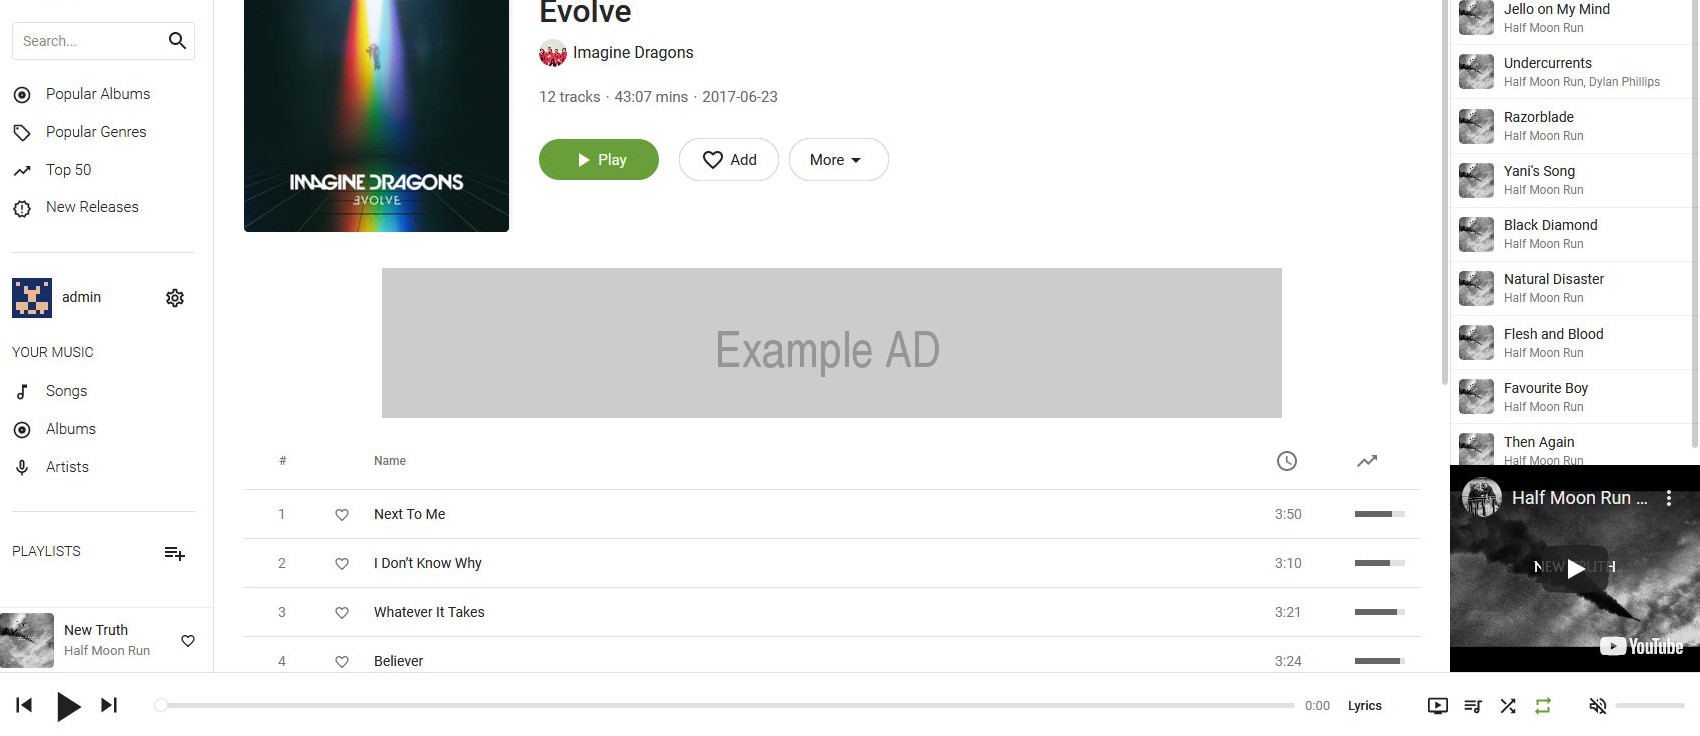 Search...
Popular Albums
Popular Genres
Top 50
New Releases
admin
YOUR MUSIC
Songs
Albums
Artists
PLAYLISTS
New Truth
Half Moon Run
IMAGINE DRAGONS
EVOLVE
Evolve
Imagine Dragons
12 tracks · 43:07 mins · 2017-06-23
Play
Add
More
Example AD
# Name
1 Next To Me 3:50
2 I Don't Know Why 3:10
3 Whatever It Takes 3:21
4 Believer 3:24
Jello on My Mind
Half Moon Run
Undercurrents
Half Moon Run, Dylan Phillips
Razorblade
Half Moon Run
Yani's Song
Half Moon Run
Black Diamond
Half Moon Run
Natural Disaster
Half Moon Run
Flesh and Blood
Half Moon Run
Favourite Boy
Half Moon Run
Then Again
Half Moon Run
Half Moon Run ...
NEW TRUTH
YouTube
0:00 Lyrics